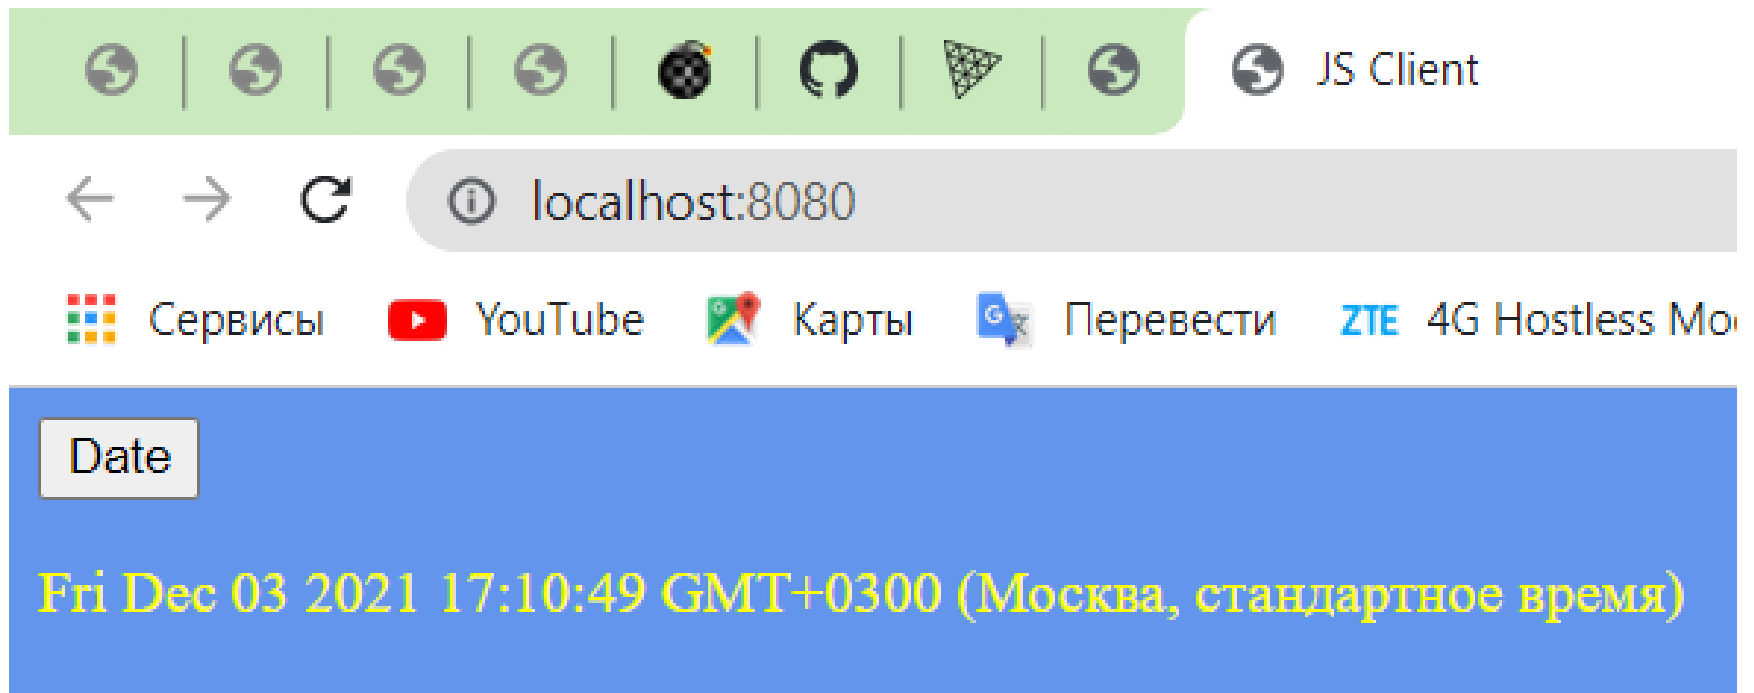 JS Client
localhost:8080
Сервисы YouTube Карты Перевести ZTE 4G Hostless
Date
Fri Dec 03 2021 17:10:49 GMT+0300 (Москва, стандартное время)